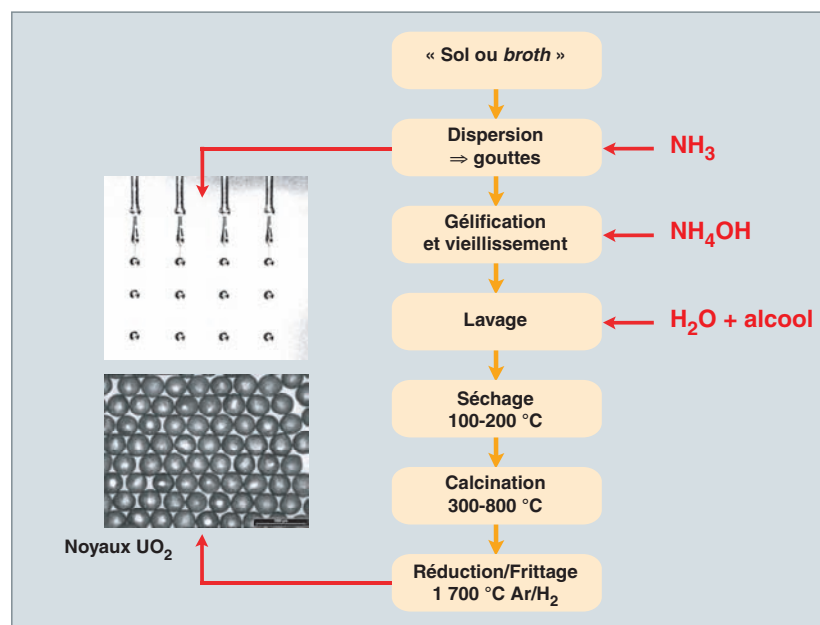 « Sol ou broth »
Dispersion
⇒ gouttes
NH₃
Gélification
et vieillissement
NH₄OH
Lavage
H₂O + alcool
Séchage
100-200 °C
Calcination
300-800 °C
Noyaux UO₂
Réduction/Frittage
1 700 °C Ar/H₂